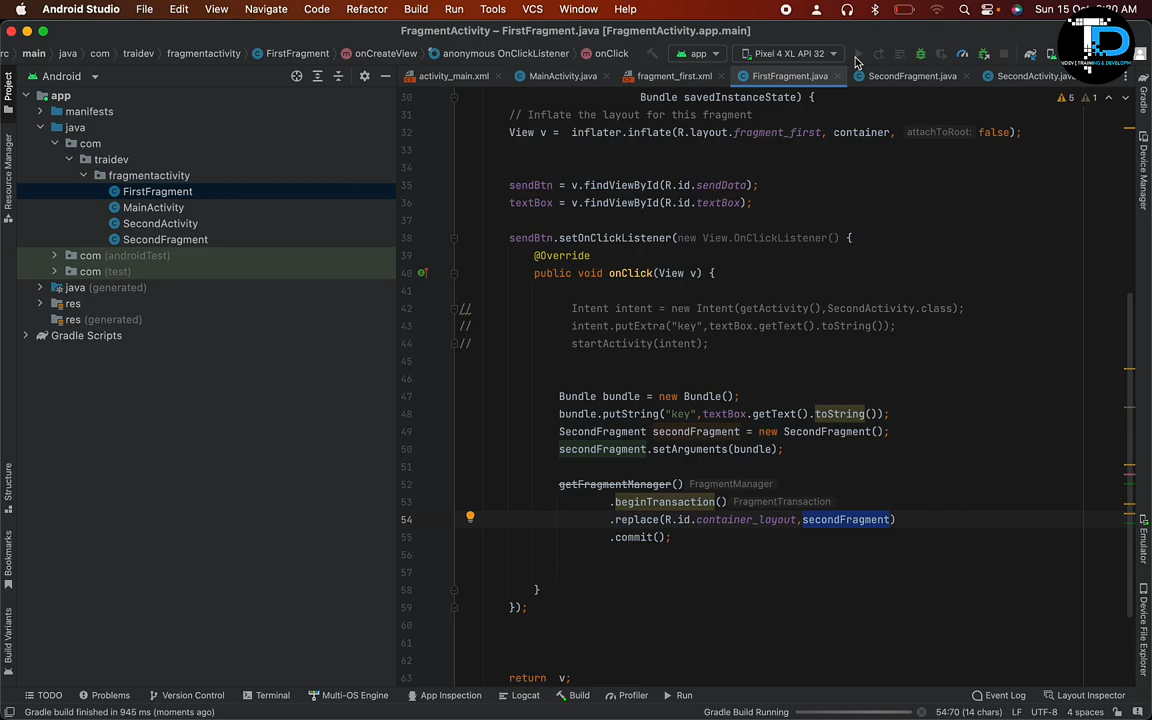 Android Studio File Edit View Navigate Code Refactor Build Run Tools VCS Window Help Sun 15 Oc 20 AM
FragmentActivity – FirstFragment.java [FragmentActivity.app.main]
rc main java com traidev fragmentactivity FirstFragment onCreateView anonymous OnClickListener onClick app Pixel 4 XL API 32
Android activity_main.xml MainActivity.java fragment_first.xml FirstFragment.java SecondFragment.java SecondActivity.java
Project
Resource Manager
Structure
Bookmarks
Build Variants
app
manifests
java
com
traidev
fragmentactivity
FirstFragment
MainActivity
SecondActivity
SecondFragment
com (androidTest)
com (test)
java (generated)
res
res (generated)
Gradle Scripts
5 1
30 Bundle savedInstanceState) {
31 // Inflate the layout for this fragment
32 View v = inflater.inflate(R.layout.fragment_first, container, attachToRoot: false);
33
34
35 sendBtn = v.findViewById(R.id.sendData);
36 textBox = v.findViewById(R.id.textBox);
37
38 sendBtn.setOnClickListener(new View.OnClickListener() {
39 @Override
40 public void onClick(View v) {
41
42 // Intent intent = new Intent(getActivity(),SecondActivity.class);
43 // intent.putExtra("key",textBox.getText().toString());
44 // startActivity(intent);
45
46
47 Bundle bundle = new Bundle();
48 bundle.putString("key",textBox.getText().toString());
49 SecondFragment secondFragment = new SecondFragment();
50 secondFragment.setArguments(bundle);
51
52 getFragmentManager() FragmentManager
53 .beginTransaction() FragmentTransaction
54 .replace(R.id.container_layout,secondFragment)
55 .commit();
56
57
58 }
59 });
60
61
62
63 return v;
Gradle
Device Manager
Emulator
Device File Explorer
TODO Problems Version Control Terminal Multi-OS Engine App Inspection Logcat Build Profiler Run Event Log Layout Inspector
Gradle build finished in 945 ms (moments ago) Gradle Build Running 54:70 (14 chars) LF UTF-8 4 spaces